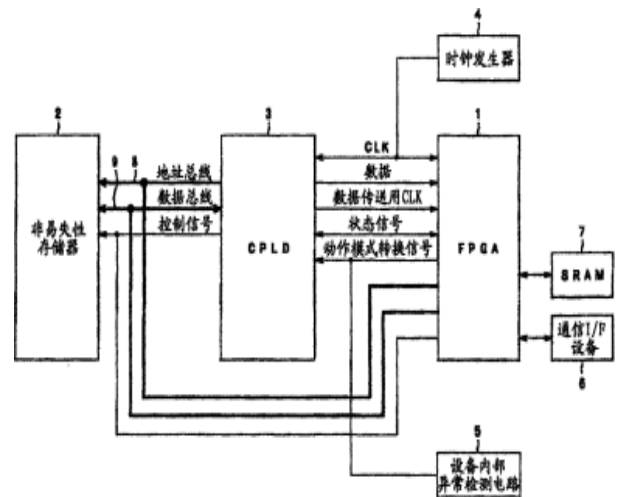 4
时钟发生器
2
3
1
CLK
9
8
地址总线
数据
数据总线
数据传送用CLK
非易失性
存储器
控制信号
状态信号
CPLD
动作模式转换信号
FPGA
7
SRAM
通信I/F
设备
6
5
设备内部
异常检测电路